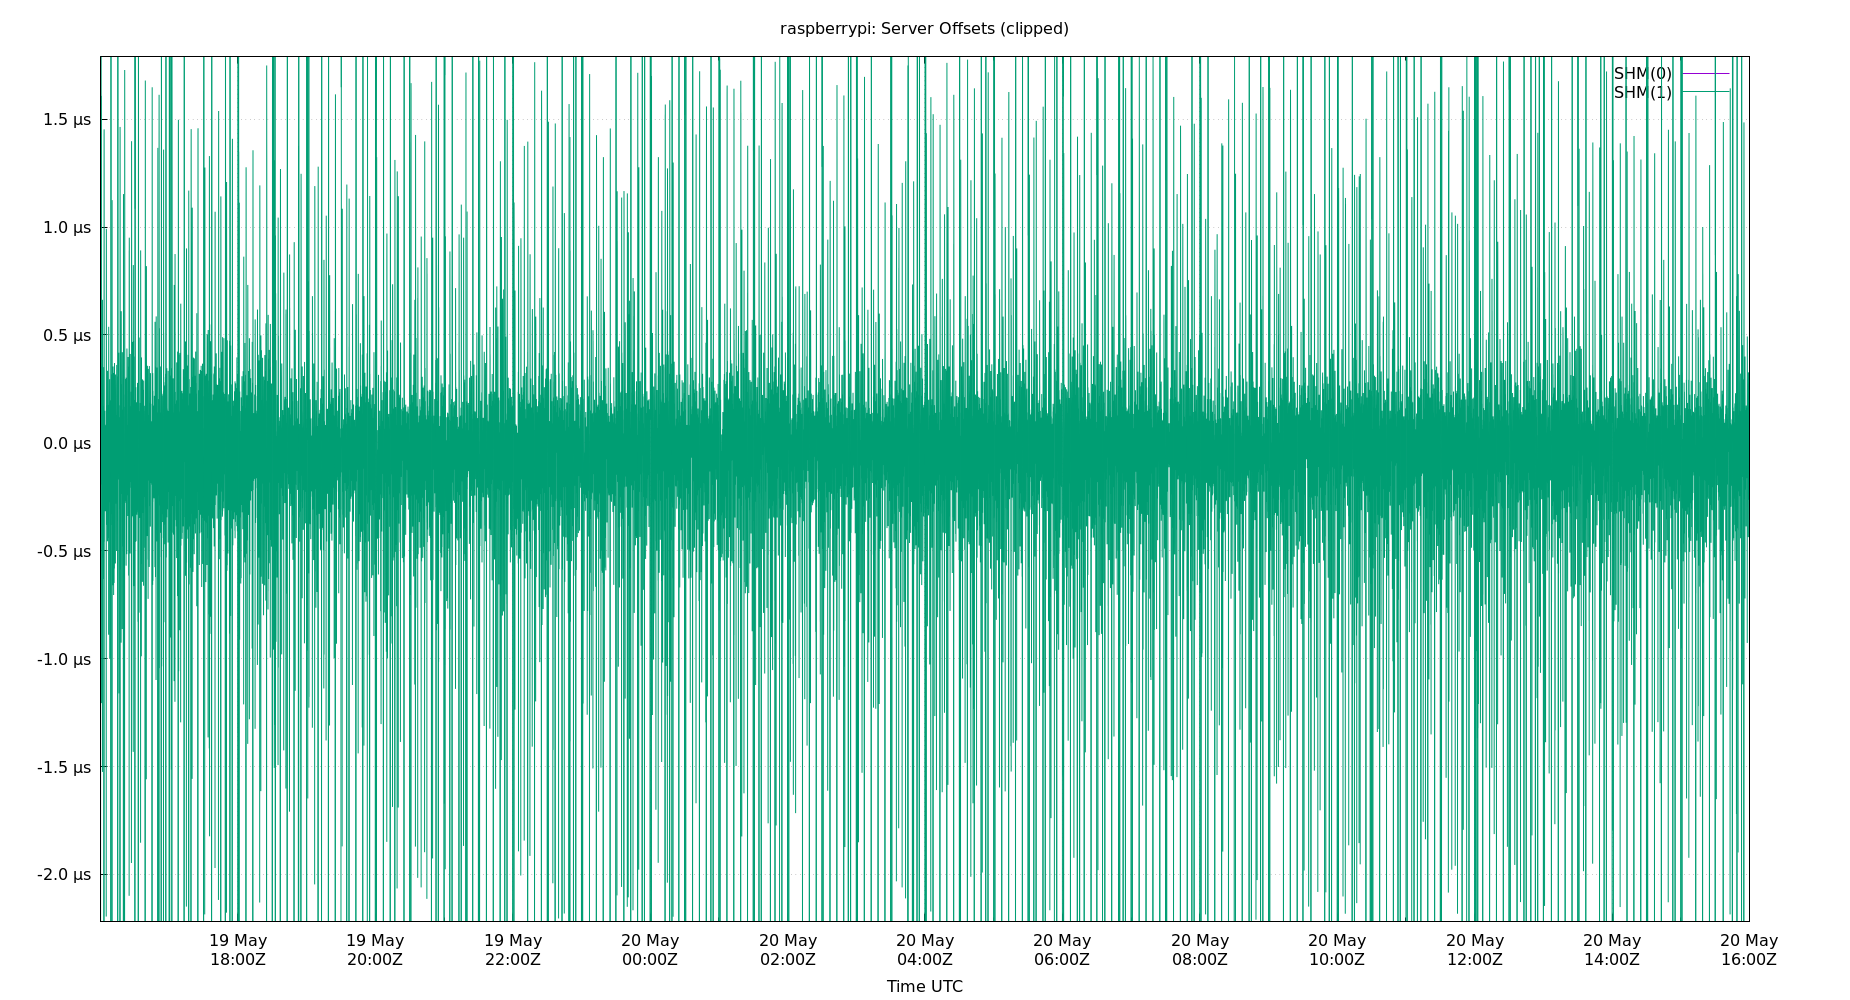 raspberrypi: Server Offsets (clipped)
SHM(0)
SHM(1)
1.5 µs
1.0 µs
0.5 µs
0.0 µs
-0.5 µs
-1.0 µs
-1.5 µs
-2.0 µs
19 May 19 May 19 May 20 May 20 May 20 May 20 May 20 May 20 May 20 May 20 May 20 May
18:00Z 20:00Z 22:00Z 00:00Z 02:00Z 04:00Z 06:00Z 08:00Z 10:00Z 12:00Z 14:00Z 16:00Z
Time UTC